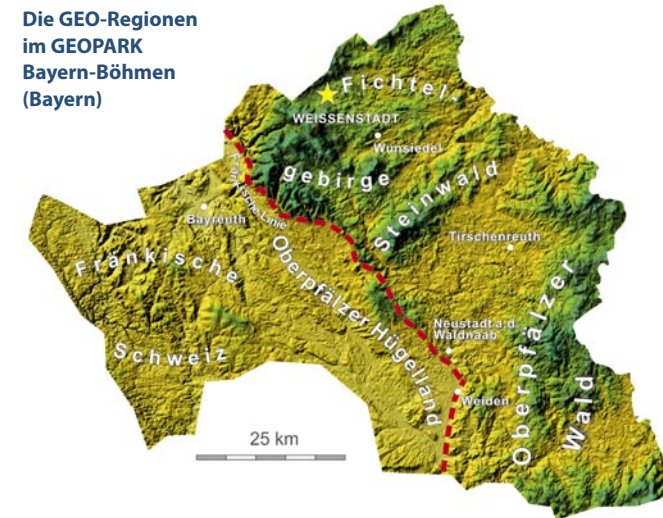 Die GEO-Regionen
im GEOPARK
Bayern-Böhmen
(Bayern)
Fichtel-
WEISSENSTADT
Wunsiedel
gebirge
Steinwald
Fränkische Linie
Bayreuth
Tirschenreuth
Fränkische
Schweiz
Oberpfälzer Hügelland
Neustadt a.d.
Waldnaab
Weiden
Oberpfälzer
Wald
25 km